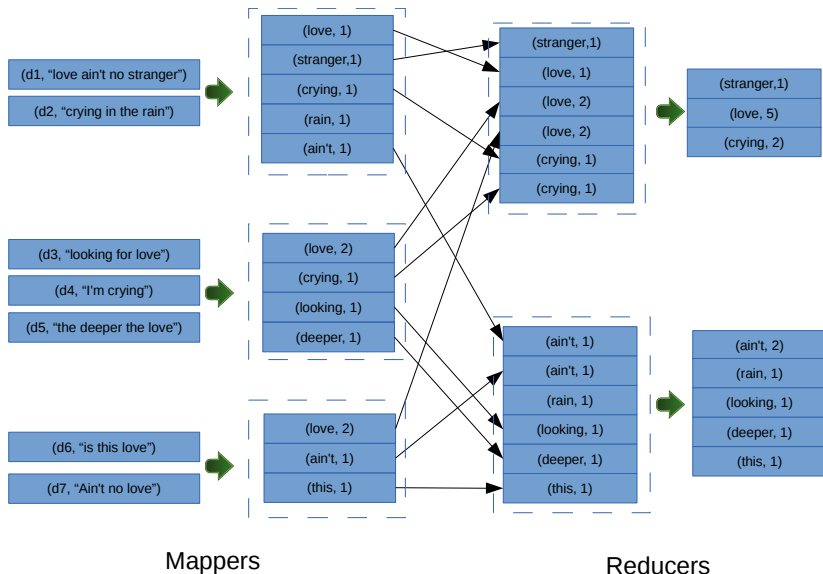 (d1, “love ain't no stranger”)
(d2, “crying in the rain”)
(d3, “looking for love”)
(d4, “I'm crying”)
(d5, “the deeper the love”)
(d6, “is this love”)
(d7, “Ain't no love”)
(love, 1)
(stranger,1)
(crying, 1)
(rain, 1)
(ain't, 1)
(love, 2)
(crying, 1)
(looking, 1)
(deeper, 1)
(love, 2)
(ain't, 1)
(this, 1)
(stranger,1)
(love, 1)
(love, 2)
(love, 2)
(crying, 1)
(crying, 1)
(ain't, 1)
(ain't, 1)
(rain, 1)
(looking, 1)
(deeper, 1)
(this, 1)
(stranger,1)
(love, 5)
(crying, 2)
(ain't, 2)
(rain, 1)
(looking, 1)
(deeper, 1)
(this, 1)
Mappers
Reducers